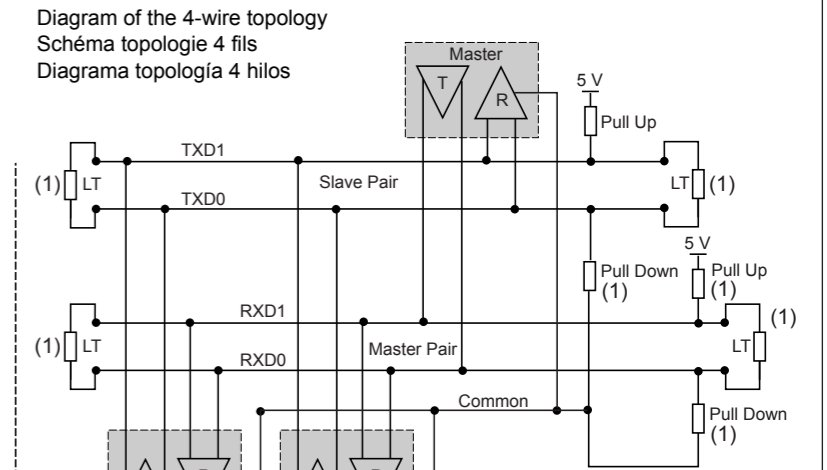 Diagram of the 4-wire topology
Schéma topologie 4 fils
Diagrama topología 4 hilos
Master
T
R
5 V
Pull Up
TXD1
(1) LT
Slave Pair
LT (1)
TXD0
5 V
Pull Down
(1)
Pull Up
(1)
RXD1
(1)
(1) LT
Master Pair
LT
RXD0
Common
Pull Down
(1)